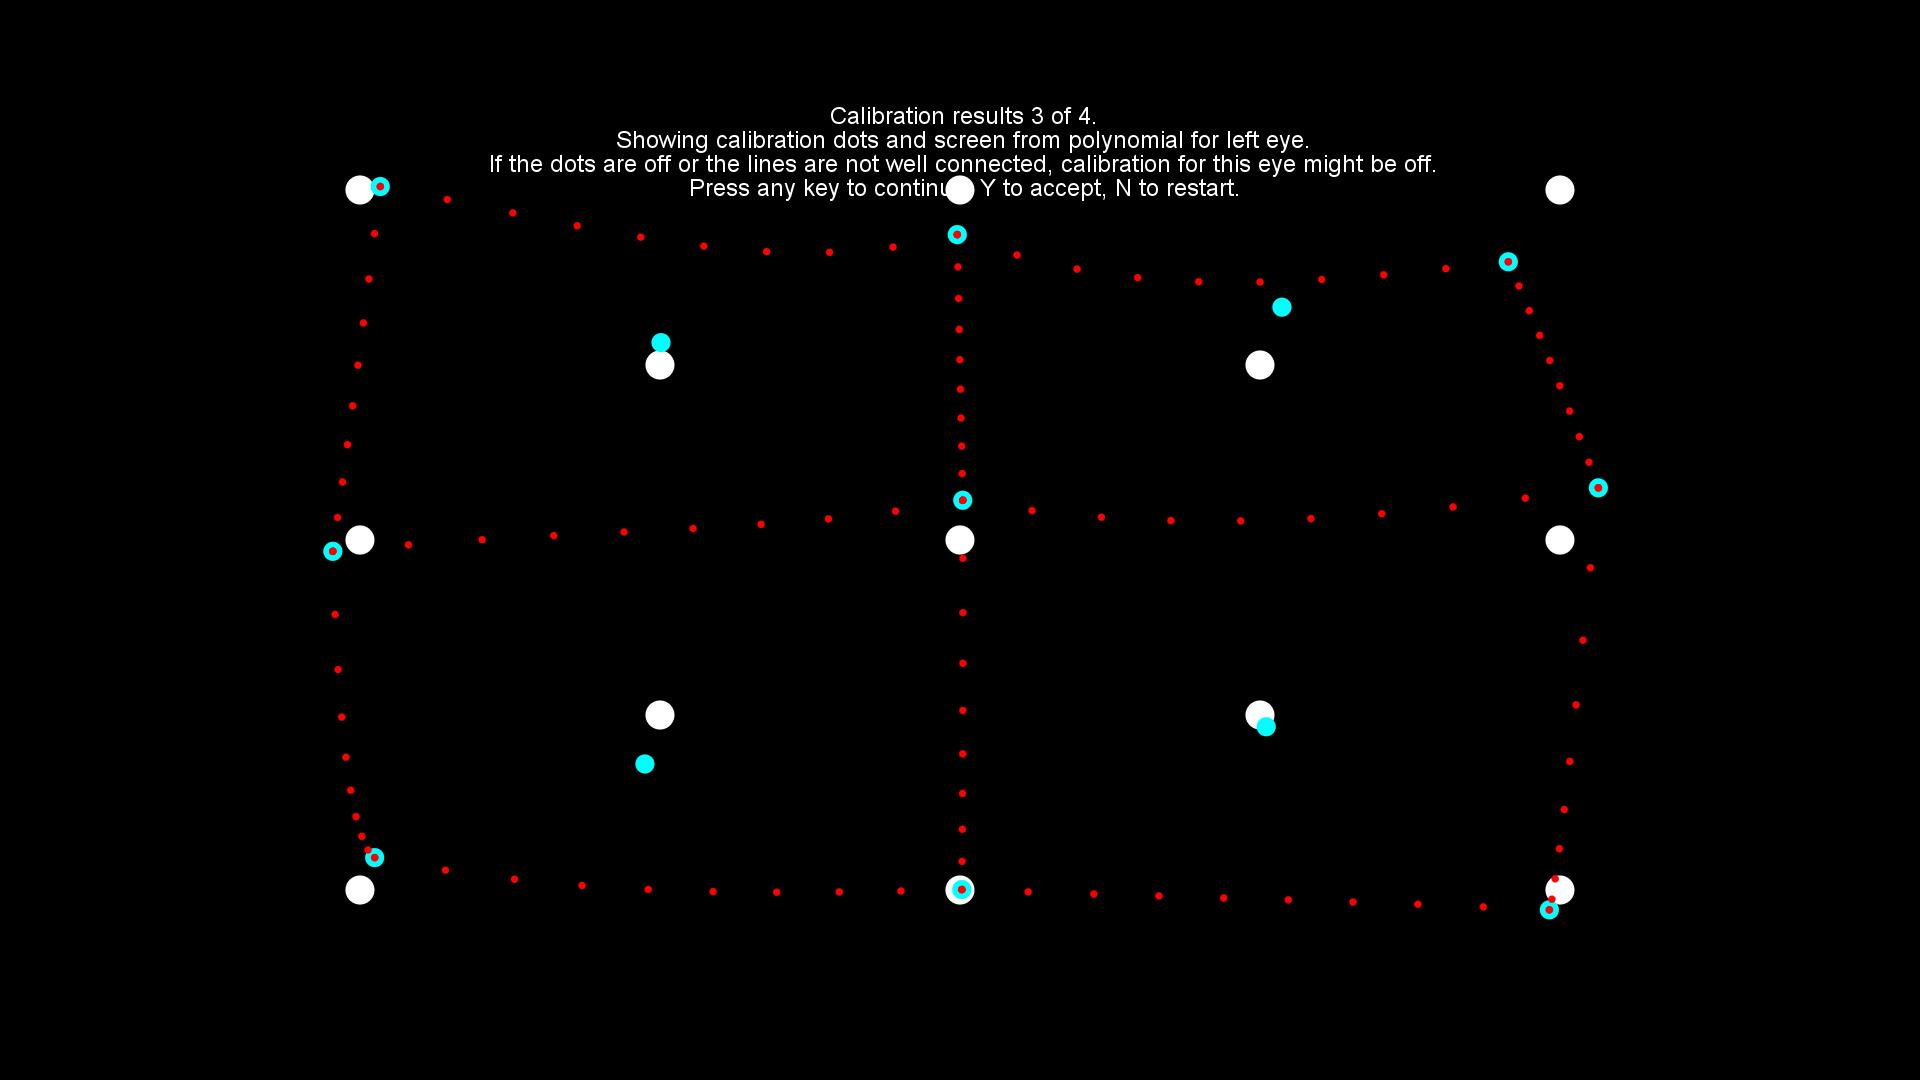 Calibration results 3 of 4.
Showing calibration dots and screen from polynomial for left eye.
If the dots are off or the lines are not well connected, calibration for this eye might be off.
Press any key to continu Y to accept, N to restart.